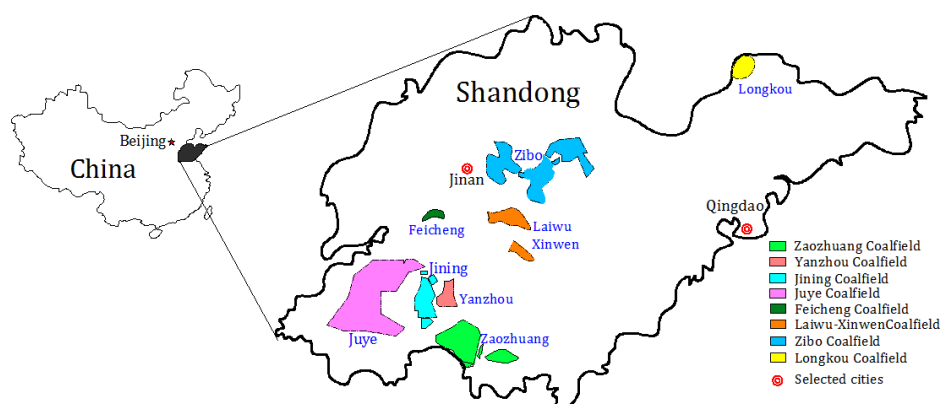 Beijing
China
Shandong
Longkou
Zibo
Jinan
Qingdao
Feicheng
Laiwu
Xinwen
Jining
Yanzhou
Juye
Zaozhuang
Zaozhuang Coalfield
Yanzhou Coalfield
Jining Coalfield
Juye Coalfield
Feicheng Coalfield
Laiwu-XinwenCoalfield
Zibo Coalfield
Longkou Coalfield
Selected cities